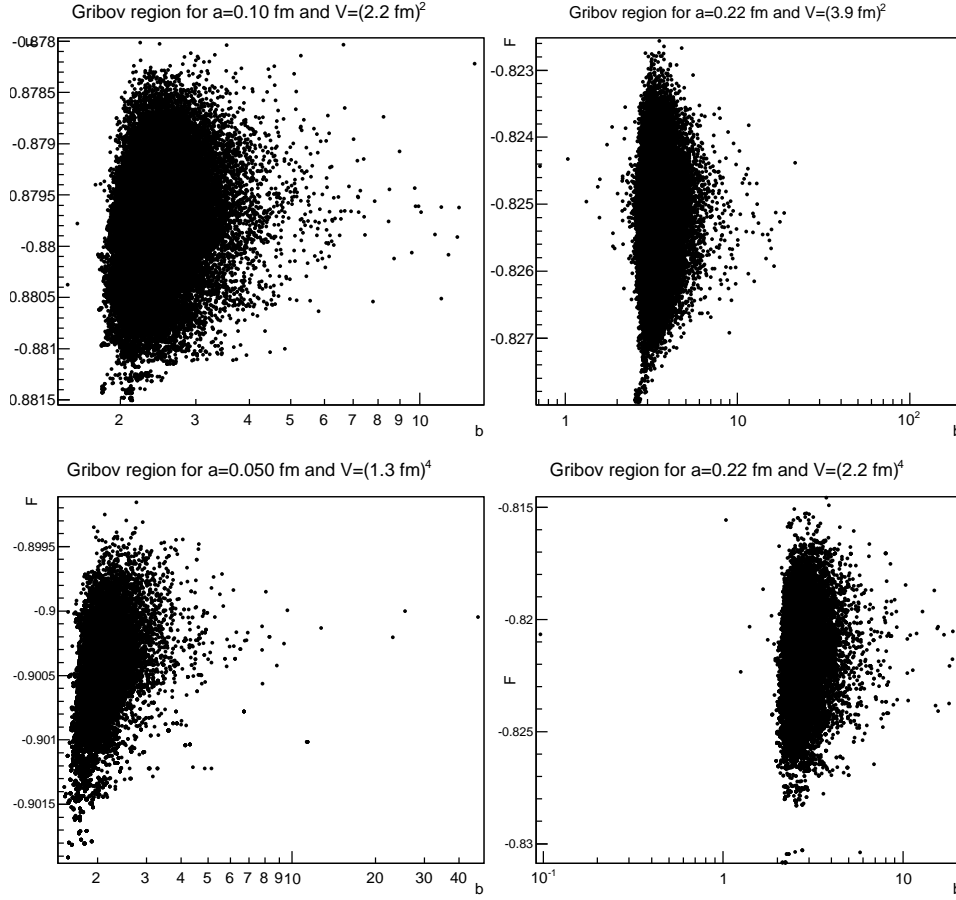 Gribov region for a=0.10 fm and V=(2.2 fm)²
F
-0.878
0.8785
-0.879
0.8795
-0.88
0.8805
-0.881
0.8815
2 3 4 5 6 7 8 9 10
b
Gribov region for a=0.22 fm and V=(3.9 fm)²
F
-0.823
-0.824
-0.825
-0.826
-0.827
1 10 10²
b
Gribov region for a=0.050 fm and V=(1.3 fm)⁴
F
-0.8995
-0.9
-0.9005
-0.901
-0.9015
2 3 4 5 6 7 8 9 10 20 30 40
b
Gribov region for a=0.22 fm and V=(2.2 fm)⁴
F
-0.815
-0.82
-0.825
-0.83
10⁻¹ 1 10
b